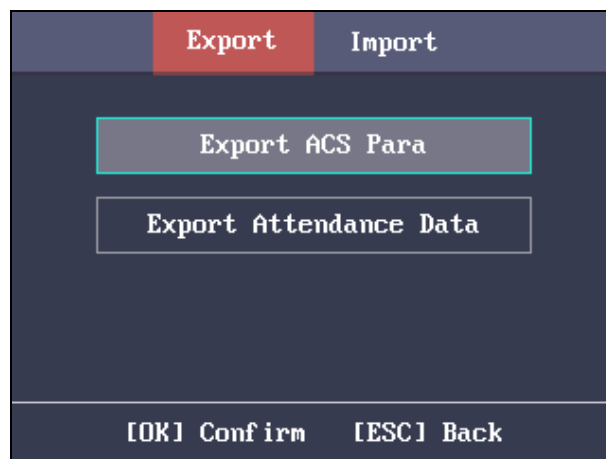 Export Import
Export ACS Para
Export Attendance Data
[OK] Confirm [ESC] Back